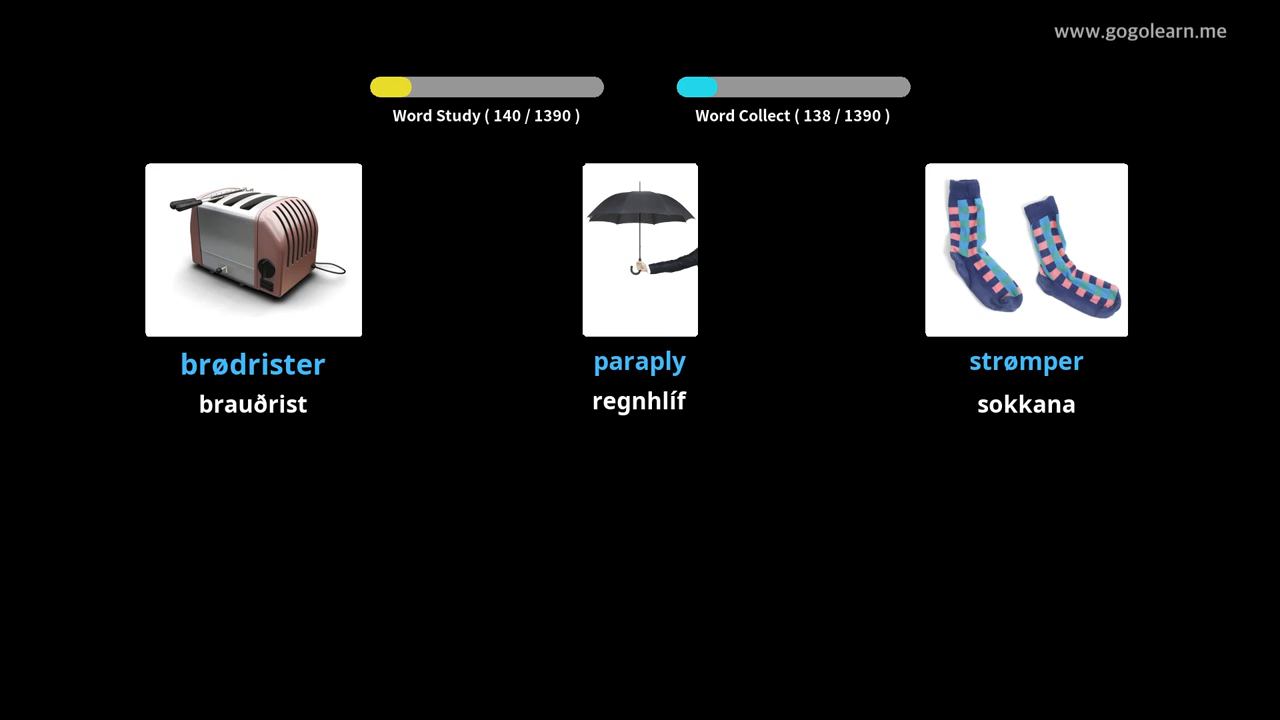 www.gogolearn.me
Word Study ( 140 / 1390 )
Word Collect ( 138 / 1390 )
brødrister
brauðrist
paraply
regnhlíf
strømper
sokkana